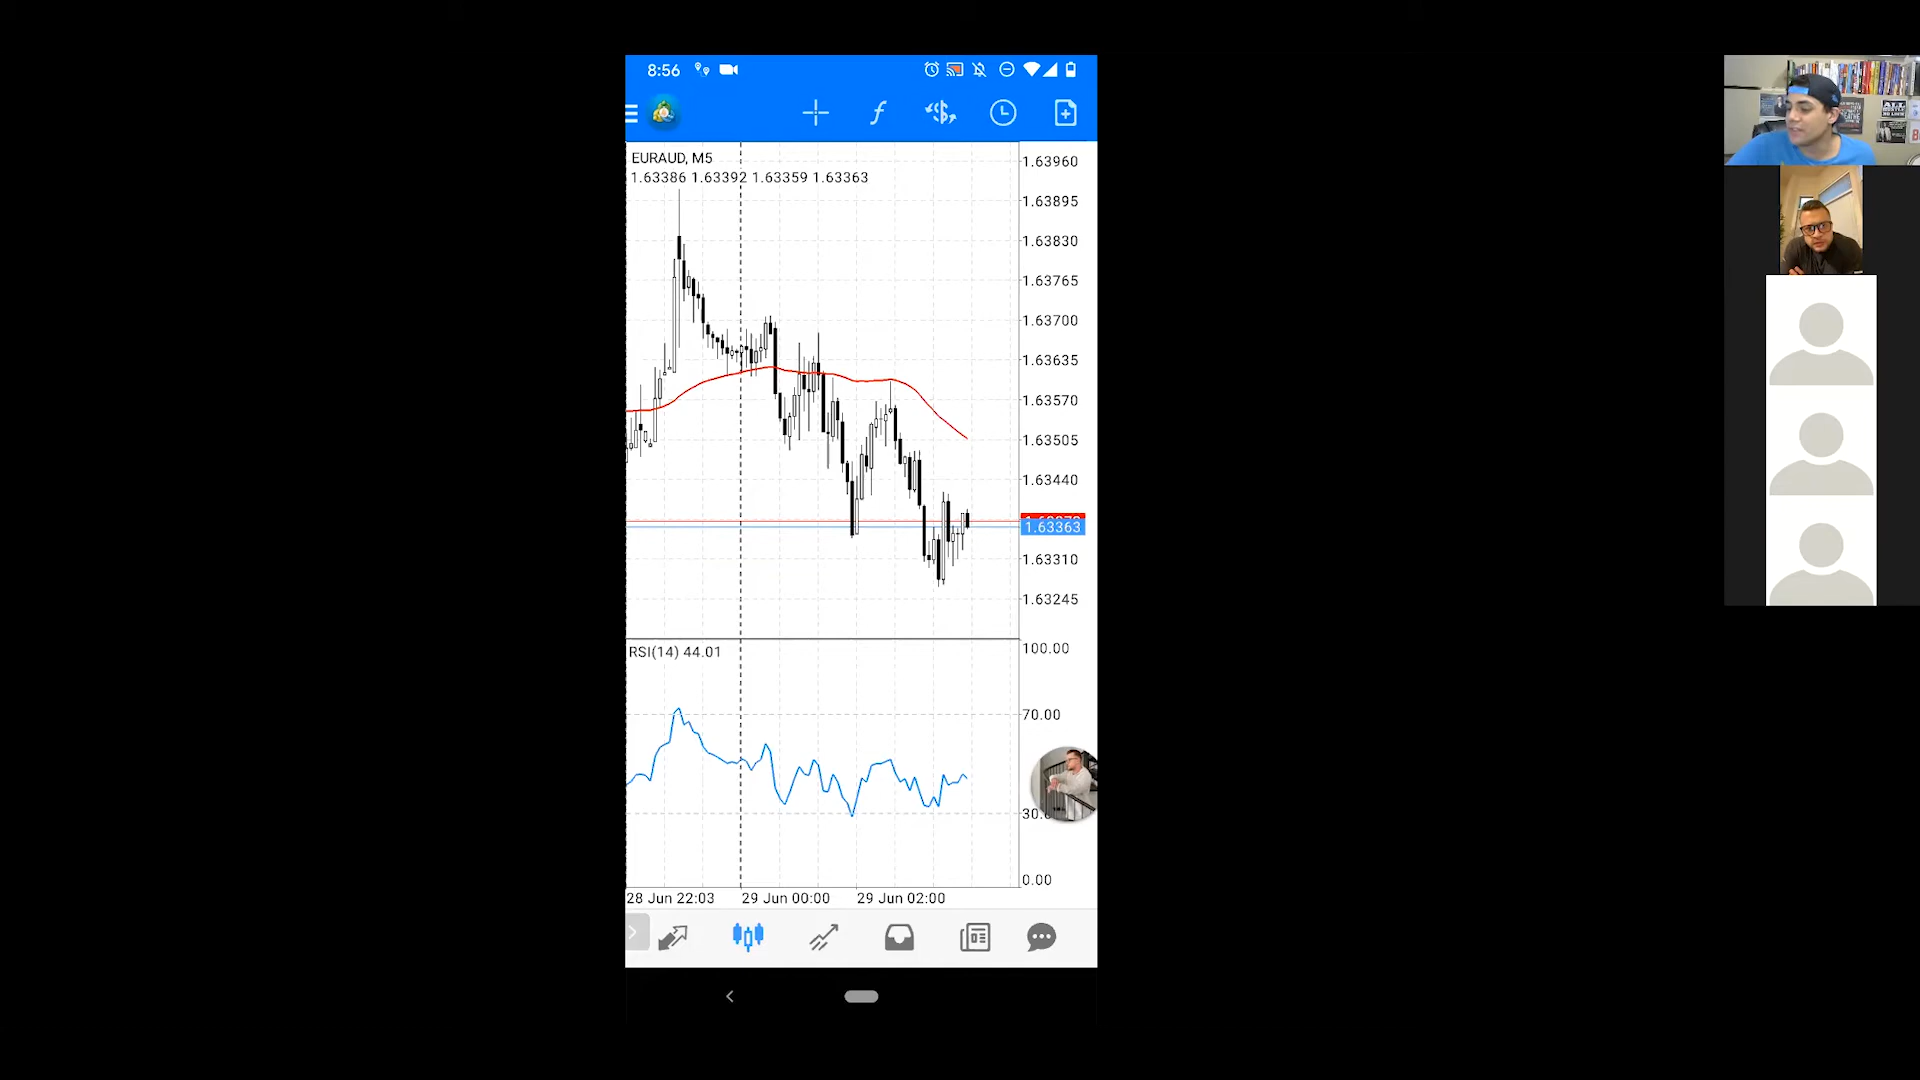 8:56
EURAUD, M5
1.63386 1.63392 1.63359 1.63363
1.63960
1.63895
1.63830
1.63765
1.63700
1.63635
1.63570
1.63505
1.63440
1.63363
1.63310
1.63245
RSI(14) 44.01
100.00
70.00
0.00
28 Jun 22:03
29 Jun 00:00
29 Jun 02:00